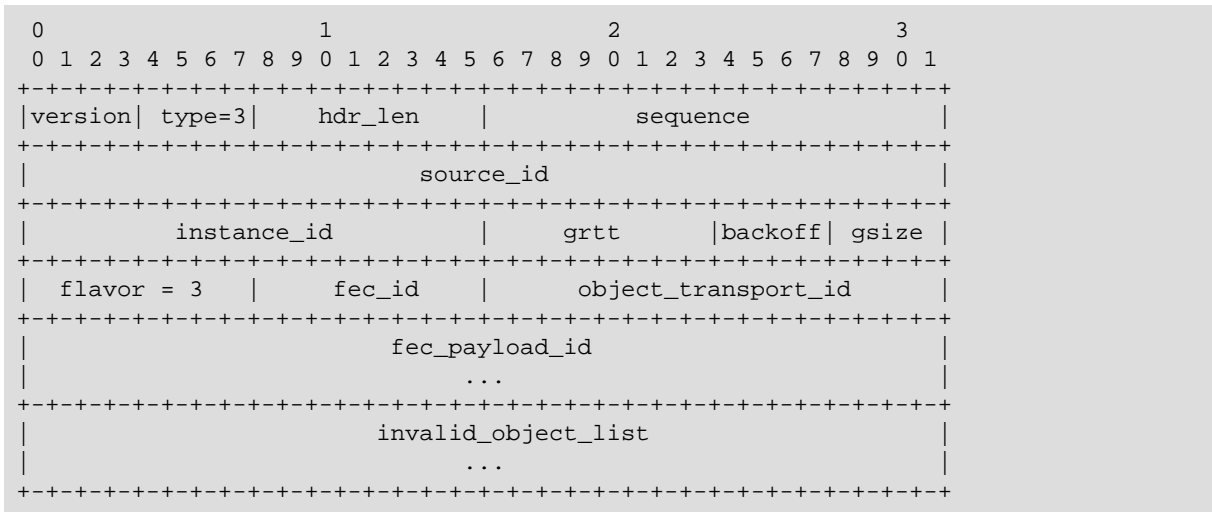 0                   1                   2                   3
 0 1 2 3 4 5 6 7 8 9 0 1 2 3 4 5 6 7 8 9 0 1 2 3 4 5 6 7 8 9 0 1
+-+-+-+-+-+-+-+-+-+-+-+-+-+-+-+-+-+-+-+-+-+-+-+-+-+-+-+-+-+-+-+-+
|version| type=3|    hdr_len    |          sequence             |
+-+-+-+-+-+-+-+-+-+-+-+-+-+-+-+-+-+-+-+-+-+-+-+-+-+-+-+-+-+-+-+-+
|                           source_id                           |
+-+-+-+-+-+-+-+-+-+-+-+-+-+-+-+-+-+-+-+-+-+-+-+-+-+-+-+-+-+-+-+-+
|          instance_id          |     grtt      |backoff| gsize |
+-+-+-+-+-+-+-+-+-+-+-+-+-+-+-+-+-+-+-+-+-+-+-+-+-+-+-+-+-+-+-+-+
|  flavor = 3   |     fec_id    |      object_transport_id      |
+-+-+-+-+-+-+-+-+-+-+-+-+-+-+-+-+-+-+-+-+-+-+-+-+-+-+-+-+-+-+-+-+
|                         fec_payload_id                        |
|                              ...                              |
+-+-+-+-+-+-+-+-+-+-+-+-+-+-+-+-+-+-+-+-+-+-+-+-+-+-+-+-+-+-+-+-+
|                        invalid_object_list                    |
|                              ...                              |
+-+-+-+-+-+-+-+-+-+-+-+-+-+-+-+-+-+-+-+-+-+-+-+-+-+-+-+-+-+-+-+-+